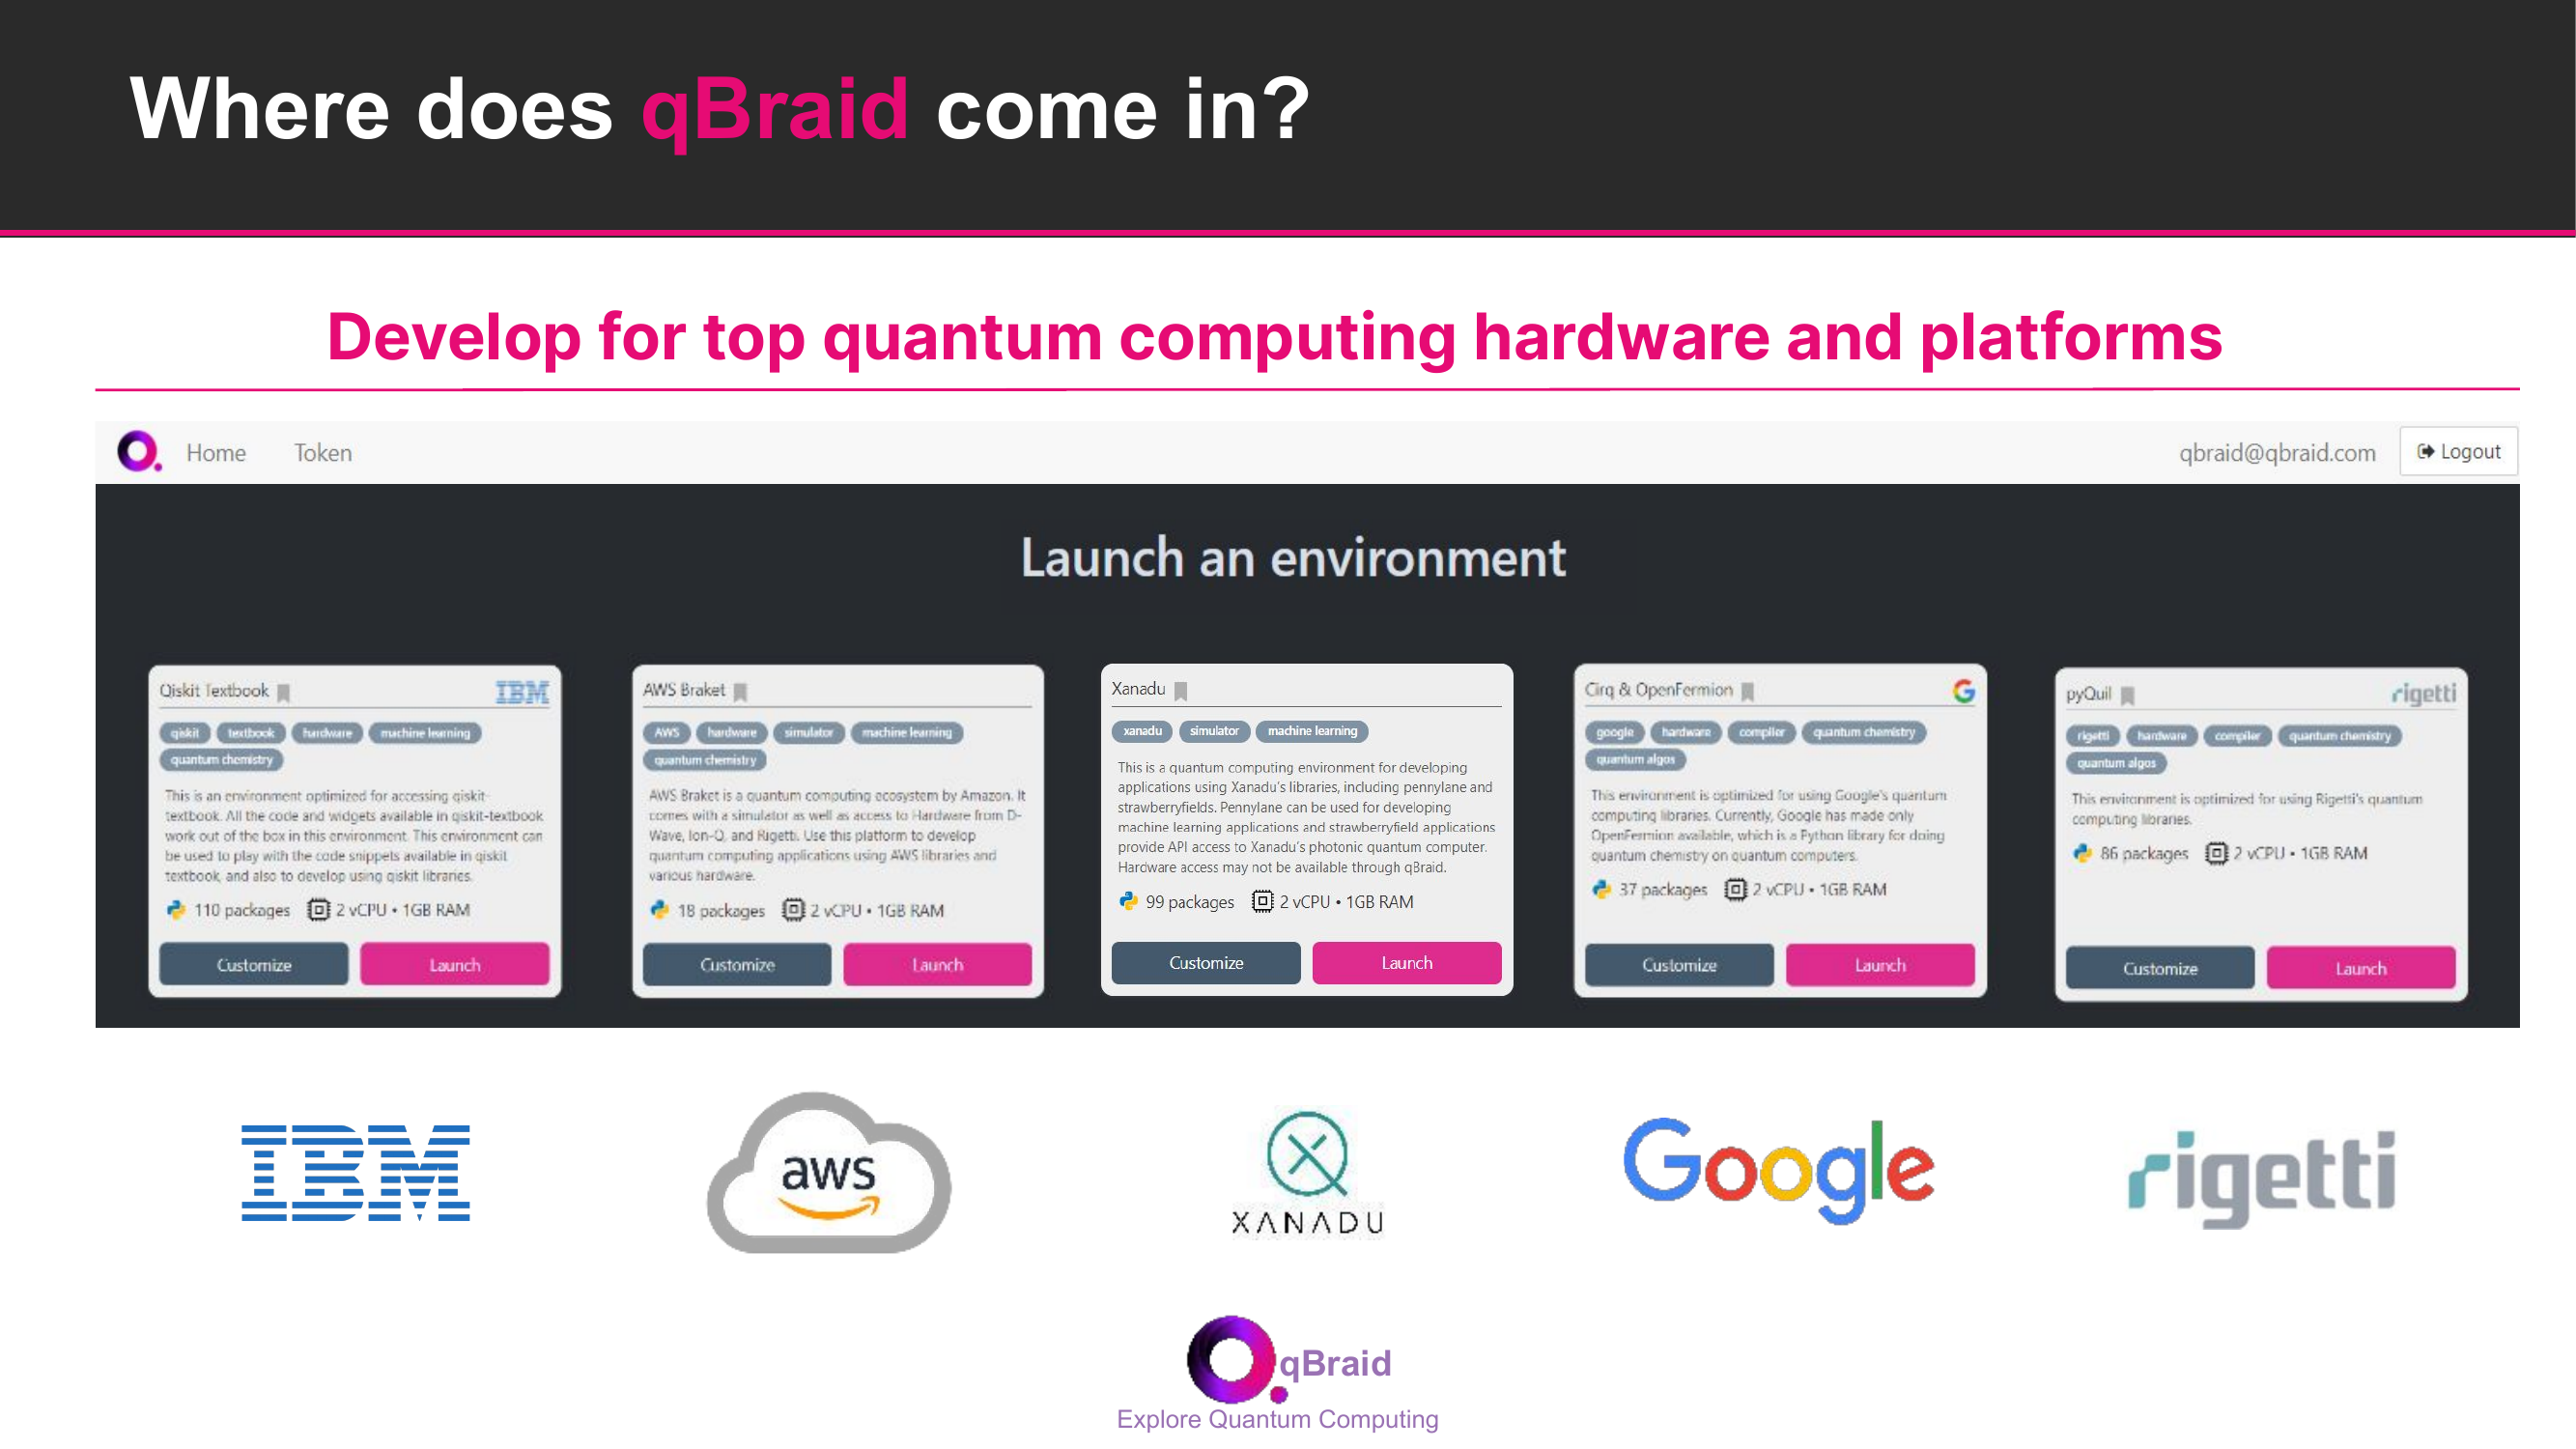 Where does qBraid come in?
Develop for top quantum computing hardware and platforms
Home Token qbraid@qbraid.com Logout
Launch an environment
Qiskit Textbook IBM
qiskit textbook hardware machine learning
quantum chemistry
This is an environment optimized for accessing qiskit-
textbook. All the code and widgets available in qiskit-textbook
work out of the box in this environment. This environment can
be used to play with the code snippets available in qiskit
textbook, and also to develop using qiskit libraries.
110 packages 2 vCPU • 1GB RAM
Customize Launch
AWS Braket
AWS hardware simulator machine learning
quantum chemistry
AWS Braket is a quantum computing ecosystem by Amazon. It
comes with a simulator as well as access to Hardware from D-
Wave, Ion-Q, and Rigetti. Use this platform to develop
quantum computing applications using AWS libraries and
various hardware.
18 packages 2 vCPU • 1GB RAM
Customize Launch
Xanadu
xanadu simulator machine learning
This is a quantum computing environment for developing
applications using Xanadu's libraries, including pennylane and
strawberryfields. Pennylane can be used for developing
machine learning applications and strawberryfield applications
provide API access to Xanadu's photonic quantum computer.
Hardware access may not be available through qBraid.
99 packages 2 vCPU • 1GB RAM
Customize Launch
Cirq & OpenFermion G
google hardware compiler quantum chemistry
quantum algos
This environment is optimized for using Google's quantum
computing libraries. Currently, Google has made only
OpenFermion available, which is a Python library for doing
quantum chemistry on quantum computers.
37 packages 2 vCPU • 1GB RAM
Customize Launch
pyQuil rigetti
rigetti hardware compiler quantum chemistry
quantum algos
This environment is optimized for using Rigetti's quantum
computing libraries.
86 packages 2 vCPU • 1GB RAM
Customize Launch
IBM
aws
XANADU
Google
rigetti
qBraid
Explore Quantum Computing